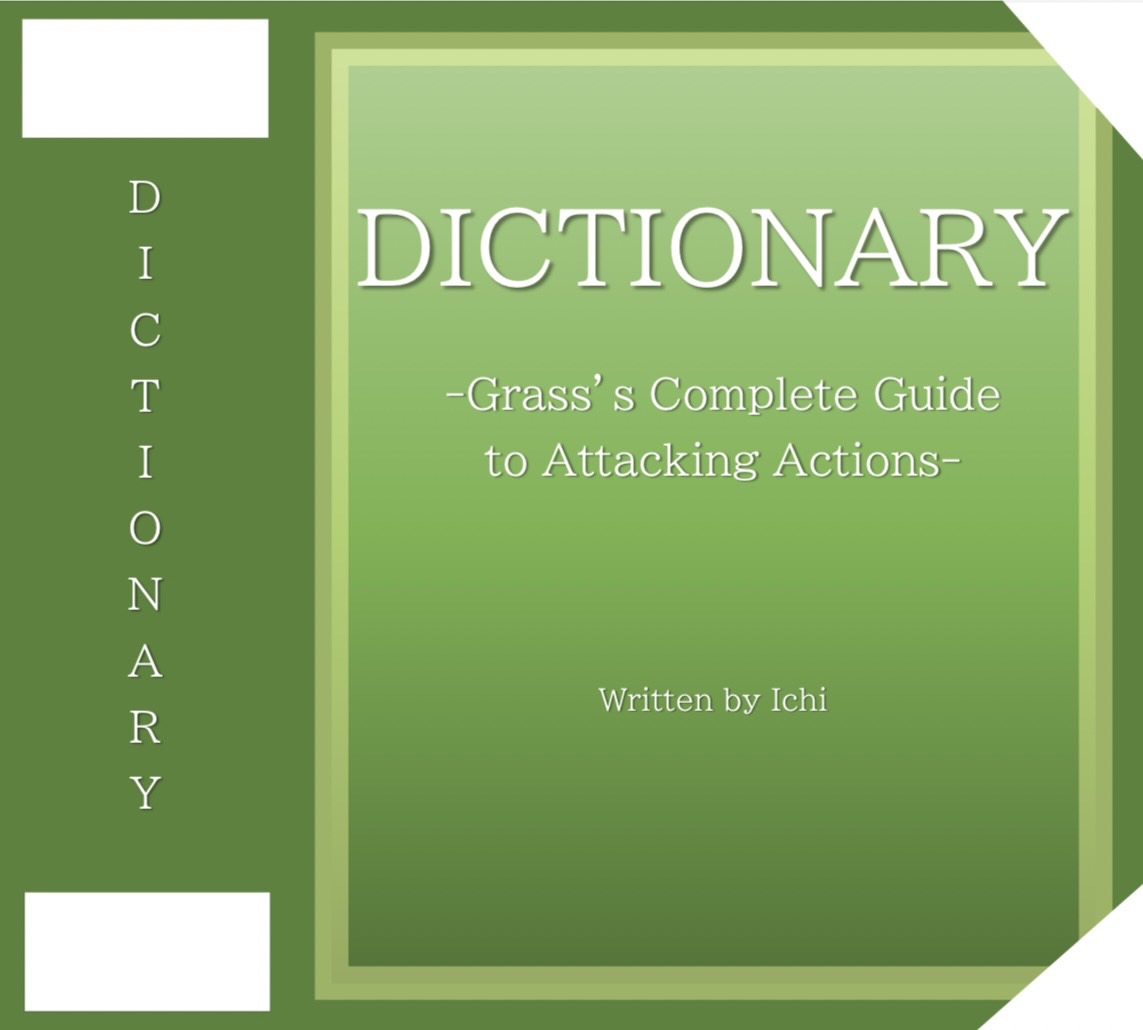 DICTIONARY
DICTIONARY
-Grass’s Complete Guide
to Attacking Actions-
Written by Ichi